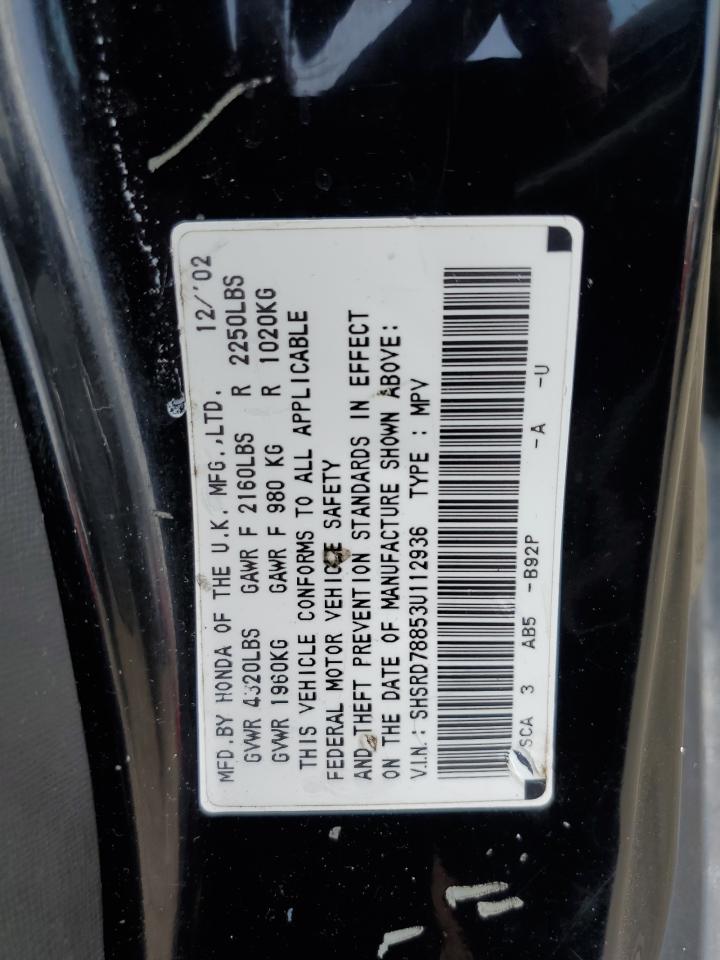 MFD.BY HONDA OF THE U.K. MFG.,LTD. 12/'02
GVWR 4320LBS GAWR F 2160LBS R 2250LBS
GVWR 1960KG GAWR F 980 KG R 1020KG
THIS VEHICLE CONFORMS TO ALL APPLICABLE
FEDERAL MOTOR VEHICLE SAFETY
AND THEFT PREVENTION STANDARDS IN EFFECT
ON THE DATE OF MANUFACTURE SHOWN ABOVE:
V.I.N.: SHSRD78853U112936 TYPE : MPV
SCA 3 AB5 -B92P -A -U